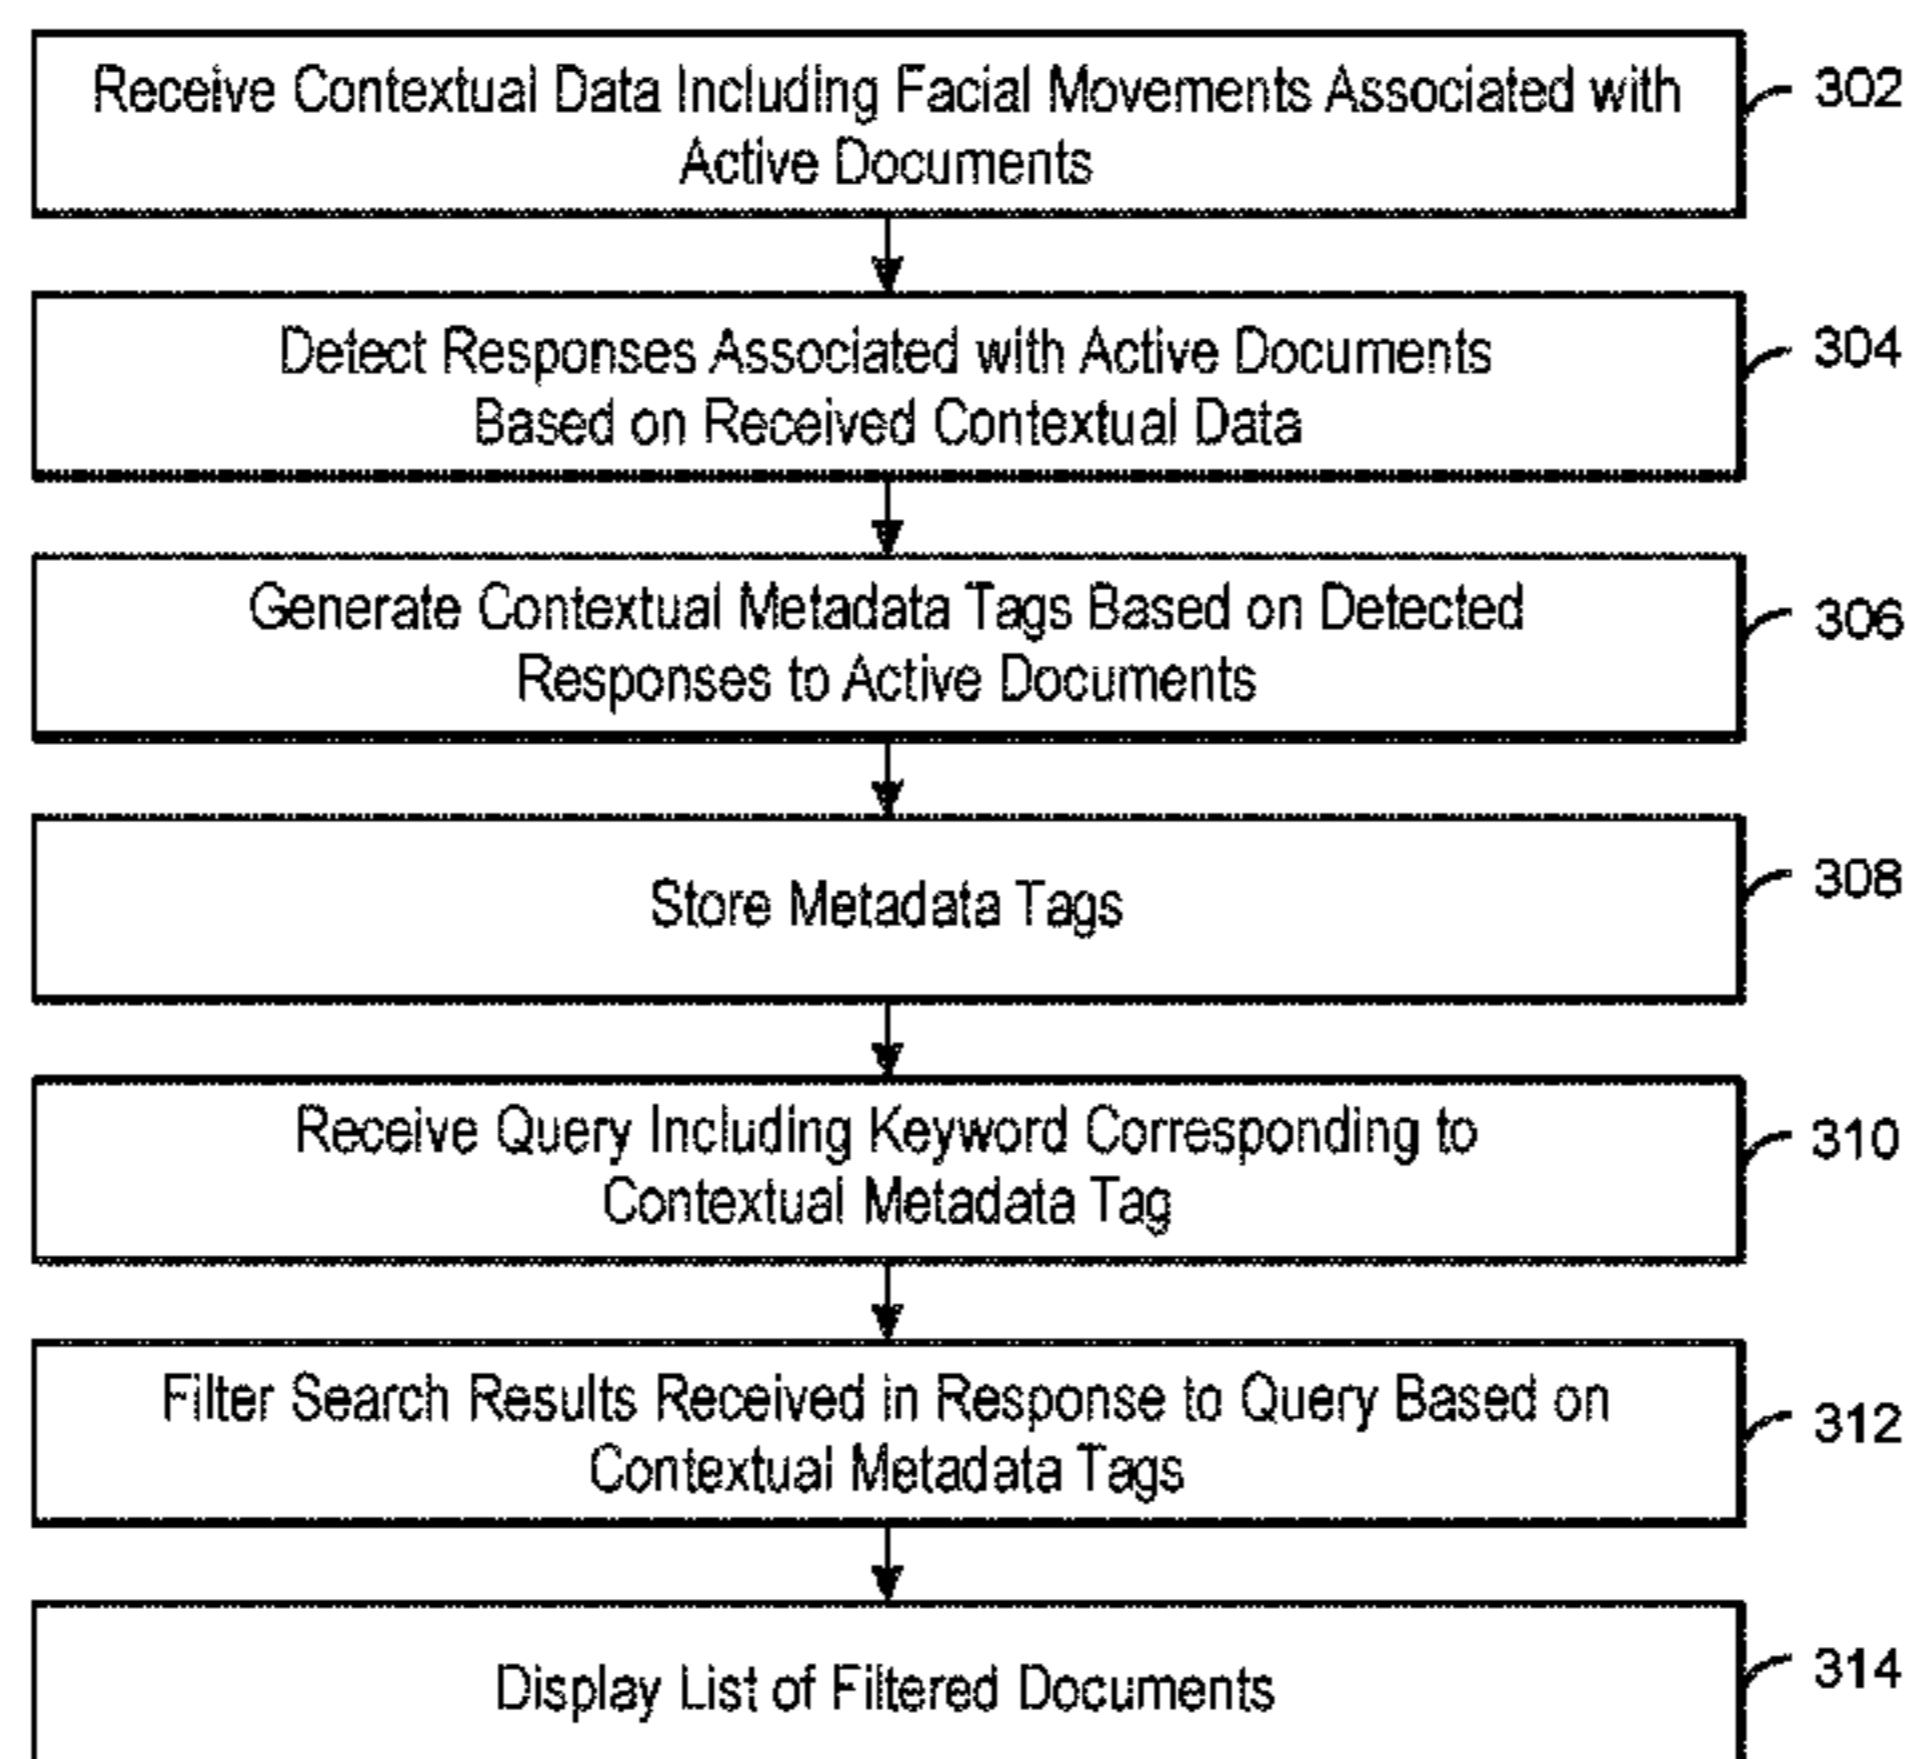 Receive Contextual Data Including Facial Movements Associated with
Active Documents
302
Detect Responses Associated with Active Documents
Based on Received Contextual Data
304
Generate Contextual Metadata Tags Based on Detected
Responses to Active Documents
306
Store Metadata Tags
308
Receive Query Including Keyword Corresponding to
Contextual Metadata Tag
310
Filter Search Results Received in Response to Query Based on
Contextual Metadata Tags
312
Display List of Filtered Documents
314